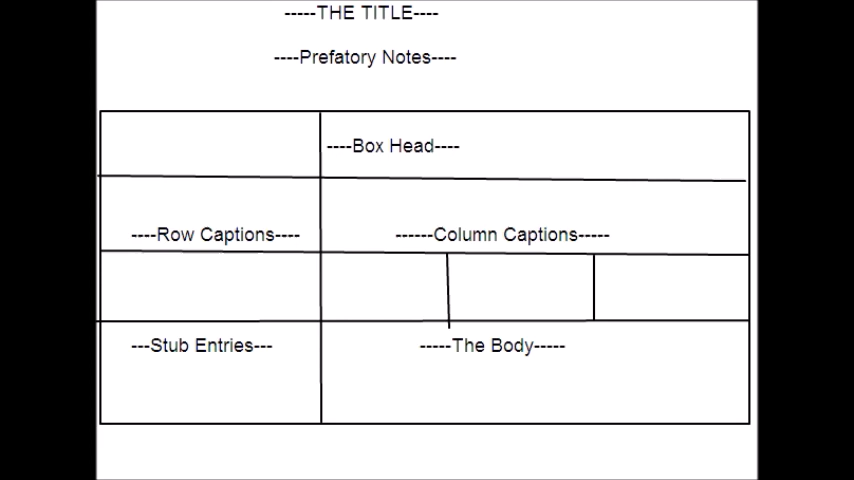 -----THE TITLE----
----Prefatory Notes----
----Box Head----
----Row Captions----
------Column Captions-----
---Stub Entries---
-----The Body-----